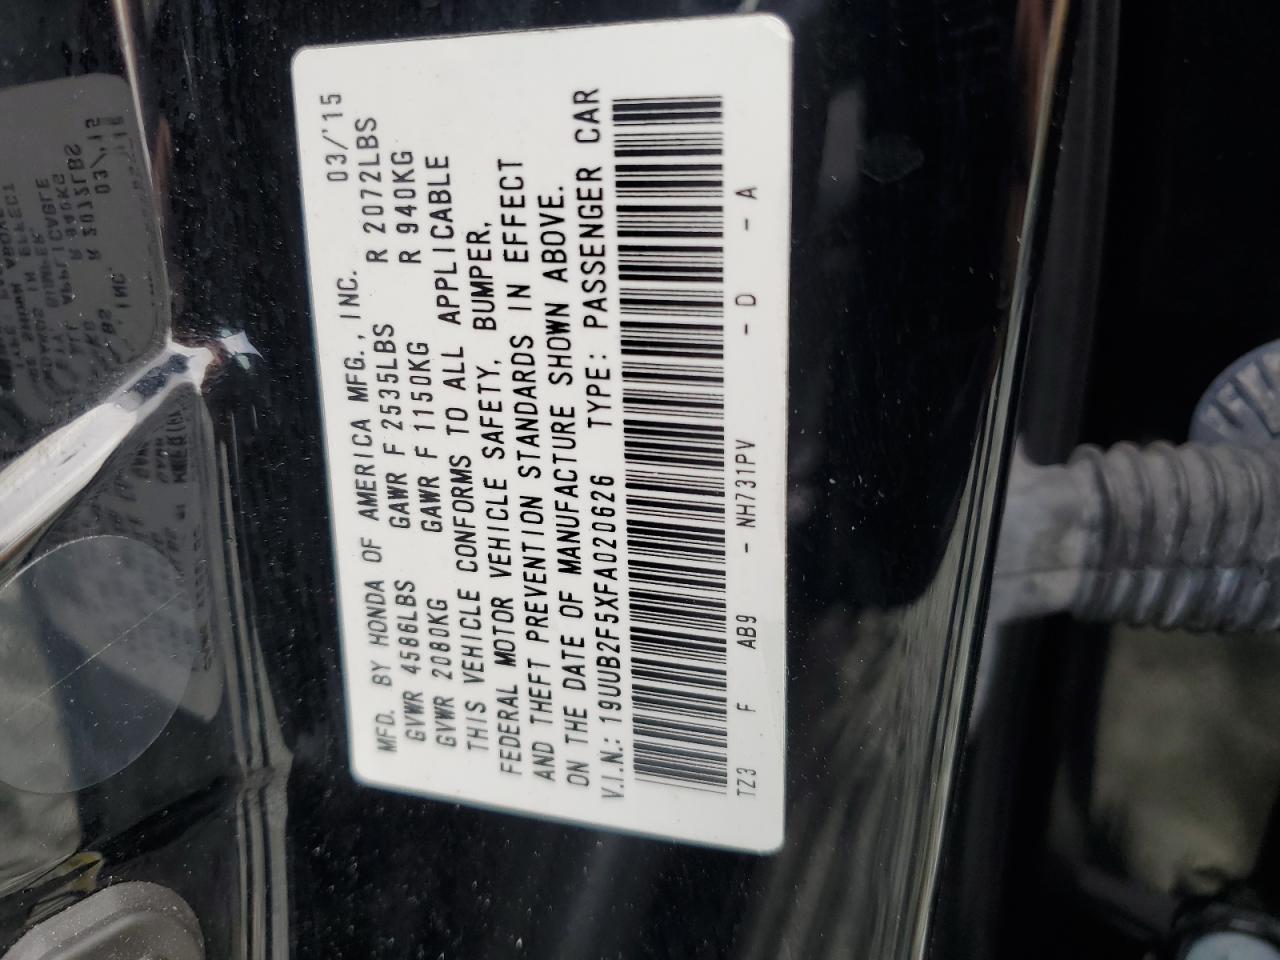 MFD. BY HONDA OF AMERICA MFG., INC. 03/'15
GVWR 4586LBS GAWR F 2535LBS R 2072LBS
GVWR 2080KG GAWR F 1150KG R 940KG
THIS VEHICLE CONFORMS TO ALL APPLICABLE
FEDERAL MOTOR VEHICLE SAFETY, BUMPER,
AND THEFT PREVENTION STANDARDS IN EFFECT
ON THE DATE OF MANUFACTURE SHOWN ABOVE.
V.I.N.: 19UUB2F5XFA020626 TYPE: PASSENGER CAR
TZ3 F AB9 - NH731PV - D - A